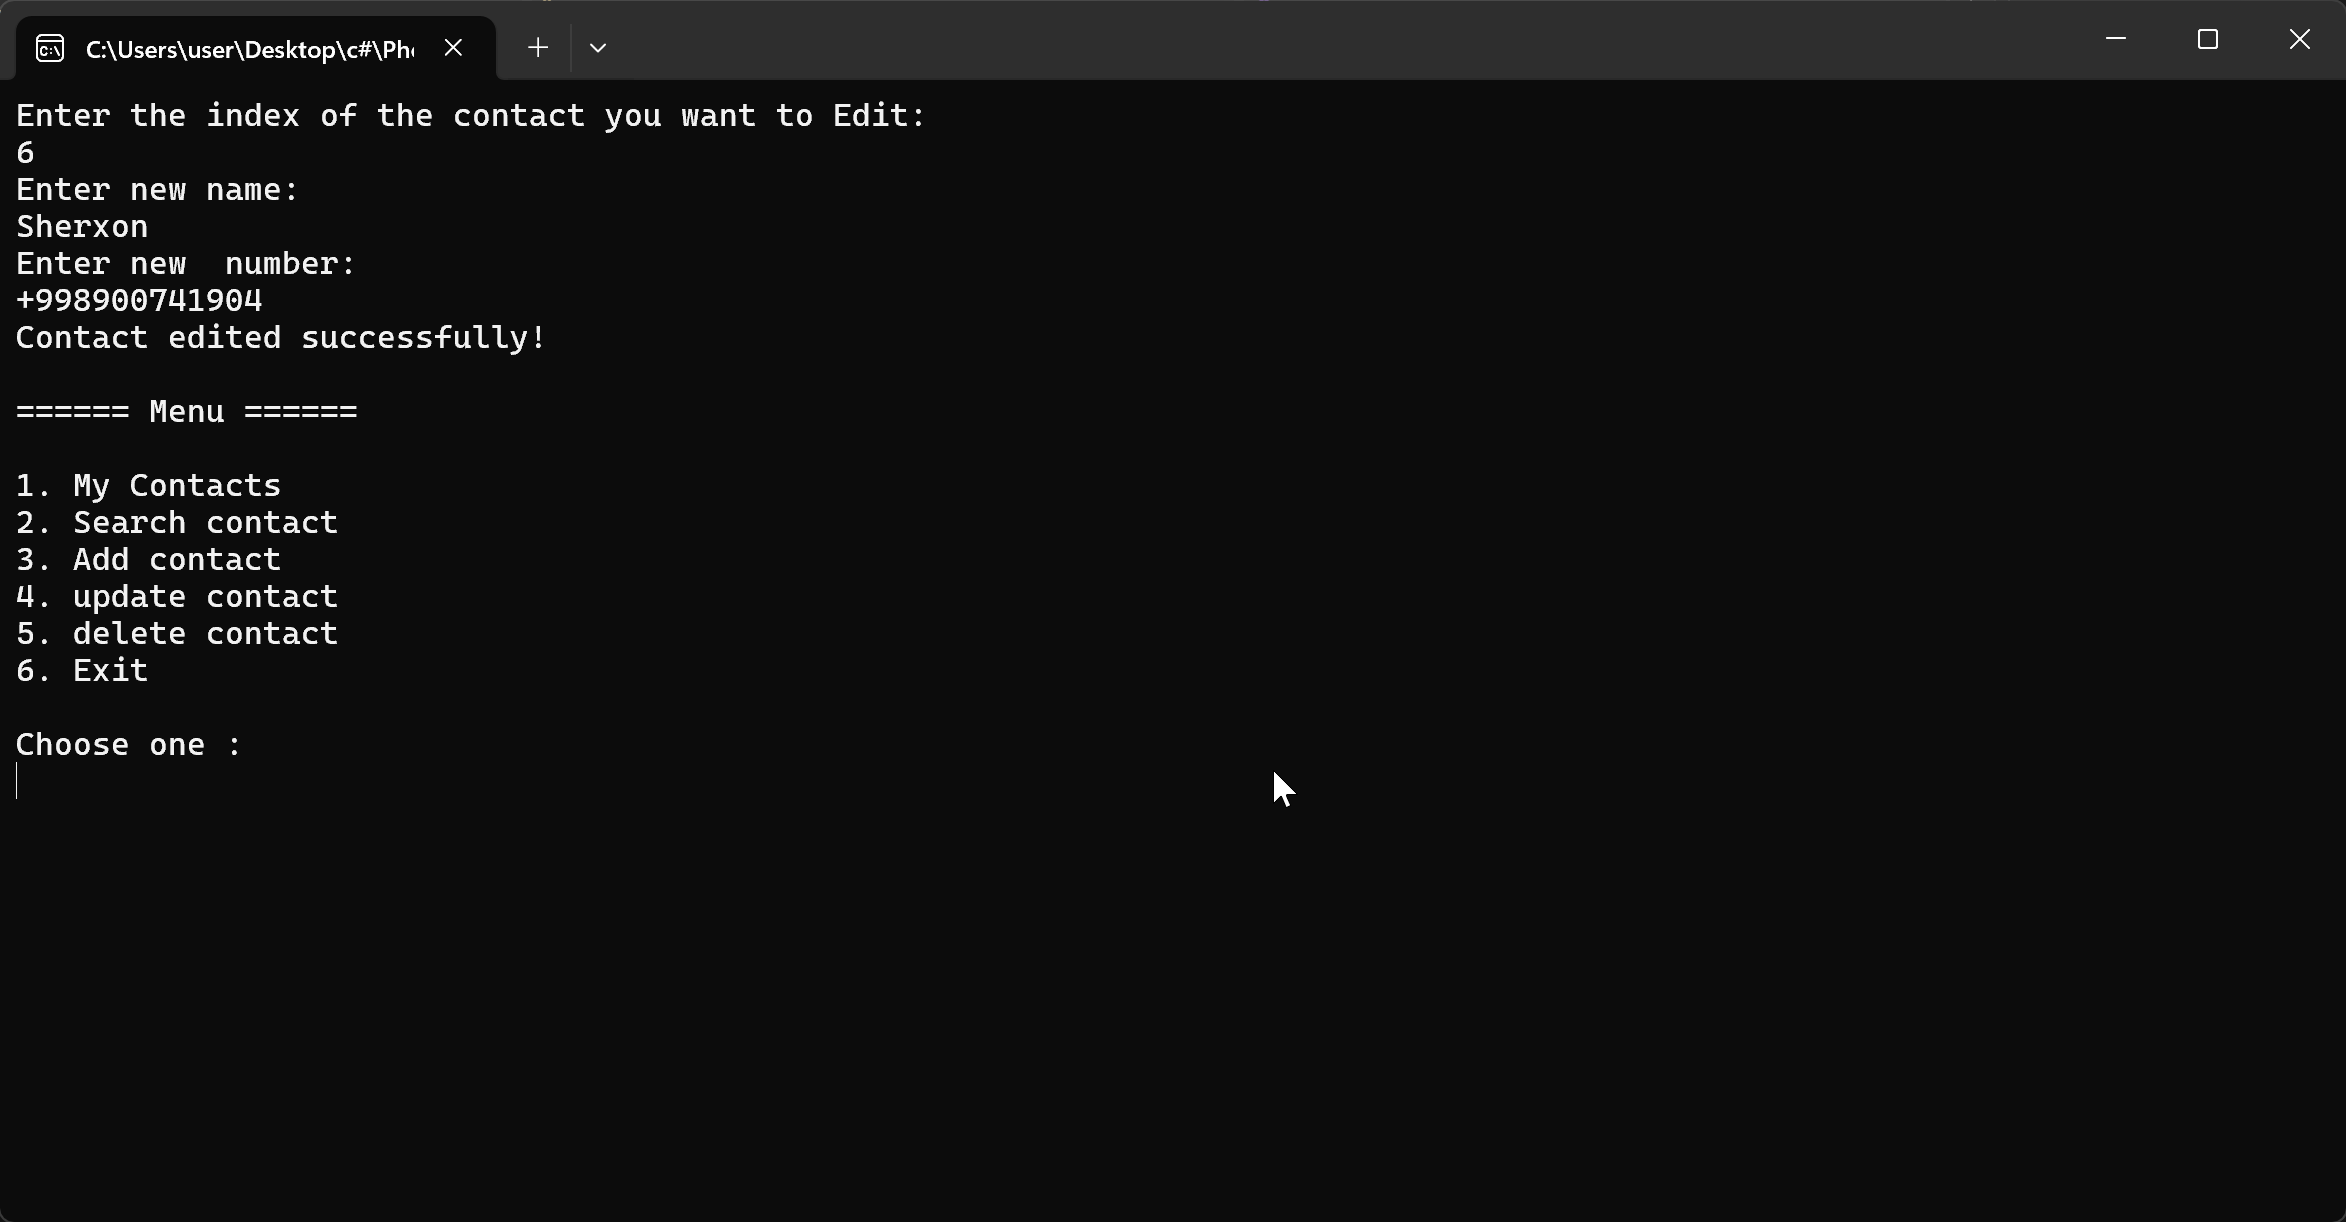 C:\Users\user\Desktop\c#\Pho
Enter the index of the contact you want to Edit:
6
Enter new name:
Sherxon
Enter new  number:
+998900741904
Contact edited successfully!
====== Menu ======
1. My Contacts
2. Search contact
3. Add contact
4. update contact
5. delete contact
6. Exit
Choose one :